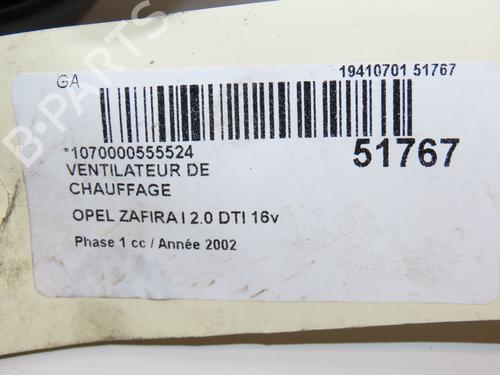 GA
19410701 51767
*1070000555524
51767
VENTILATEUR DE
CHAUFFAGE
OPEL ZAFIRA I 2.0 DTI 16v
Phase 1 cc / Année 2002
B-PARTS